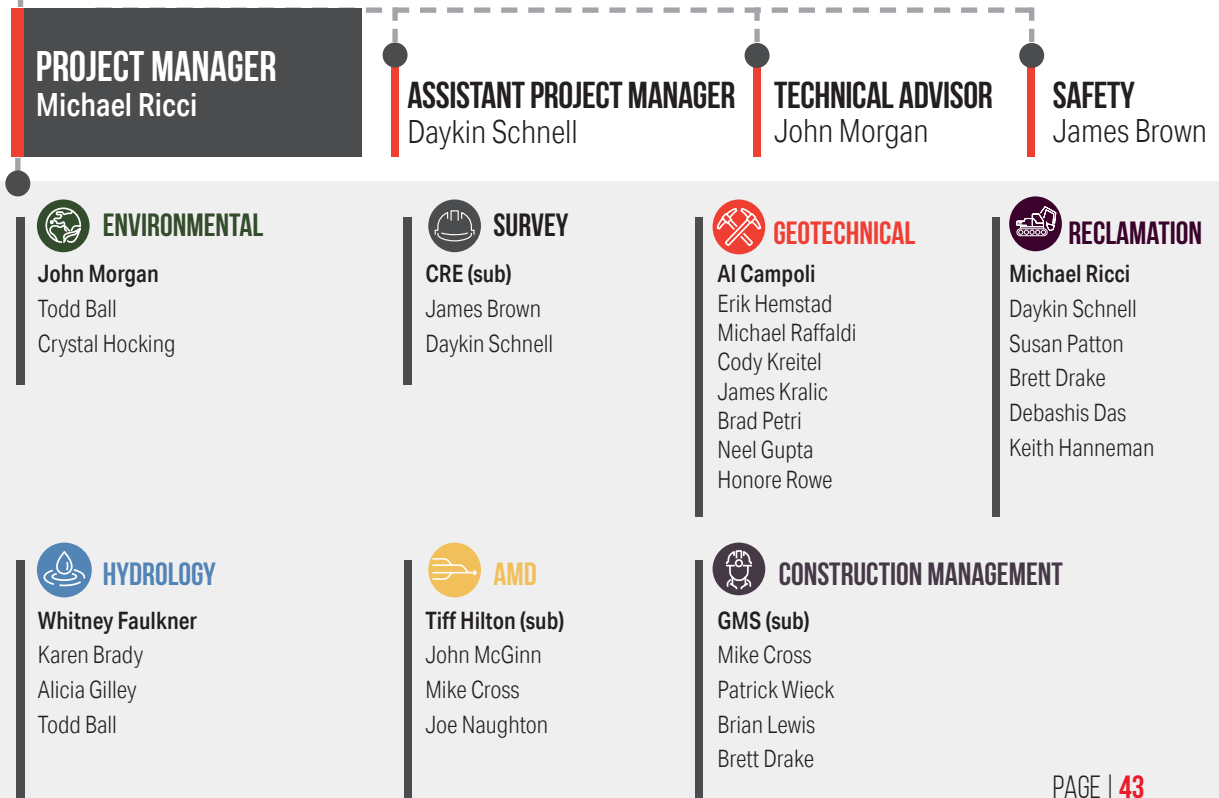 PROJECT MANAGER
Michael Ricci
ASSISTANT PROJECT MANAGER
Daykin Schnell
TECHNICAL ADVISOR
John Morgan
SAFETY
James Brown
ENVIRONMENTAL
John Morgan
Todd Ball
Crystal Hocking
SURVEY
CRE (sub)
James Brown
Daykin Schnell
GEOTECHNICAL
Al Campoli
Erik Hemstad
Michael Raffaldi
Cody Kreitel
James Kralic
Brad Petri
Neel Gupta
Honore Rowe
RECLAMATION
Michael Ricci
Daykin Schnell
Susan Patton
Brett Drake
Debashis Das
Keith Hanneman
HYDROLOGY
Whitney Faulkner
Karen Brady
Alicia Gilley
Todd Ball
AMD
Tiff Hilton (sub)
John McGinn
Mike Cross
Joe Naughton
CONSTRUCTION MANAGEMENT
GMS (sub)
Mike Cross
Patrick Wieck
Brian Lewis
Brett Drake
PAGE | 43